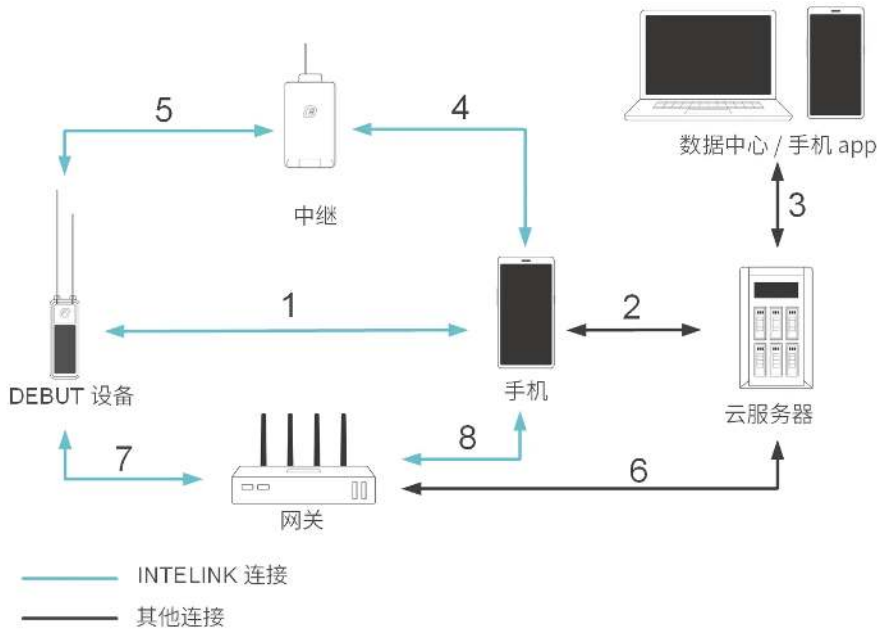 5
4
数据中心 / 手机 app
中继
3
1
2
DEBUT 设备
手机
云服务器
7
8
6
网关
INTELINK 连接
其他连接